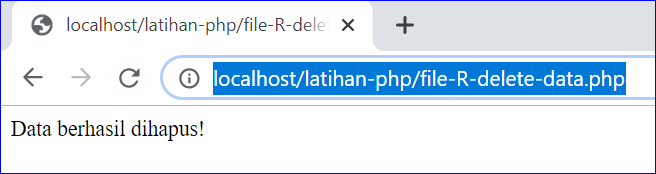 localhost/latihan-php/file-R-dele
localhost/latihan-php/file-R-delete-data.php
Data berhasil dihapus!